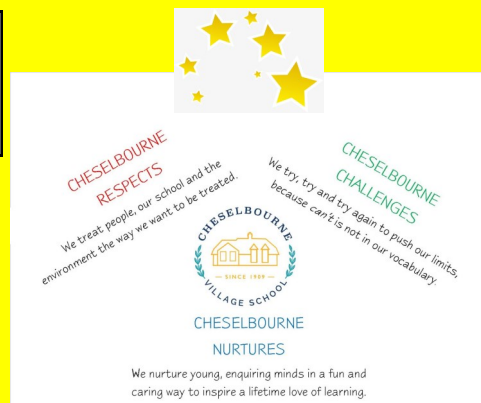 CHESELBOURNE
RESPECTS
We treat people, our school and the
environment the way we want to be treated.
CHESELBOURNE
CHALLENGES
We try, try and try again to push our limits,
because can't is not in our vocabulary.
CHESELBOURNE
SINCE 1989
VILLAGE SCHOOL
CHESELBOURNE
NURTURES
We nurture young, enquiring minds in a fun and
caring way to inspire a lifetime love of learning.